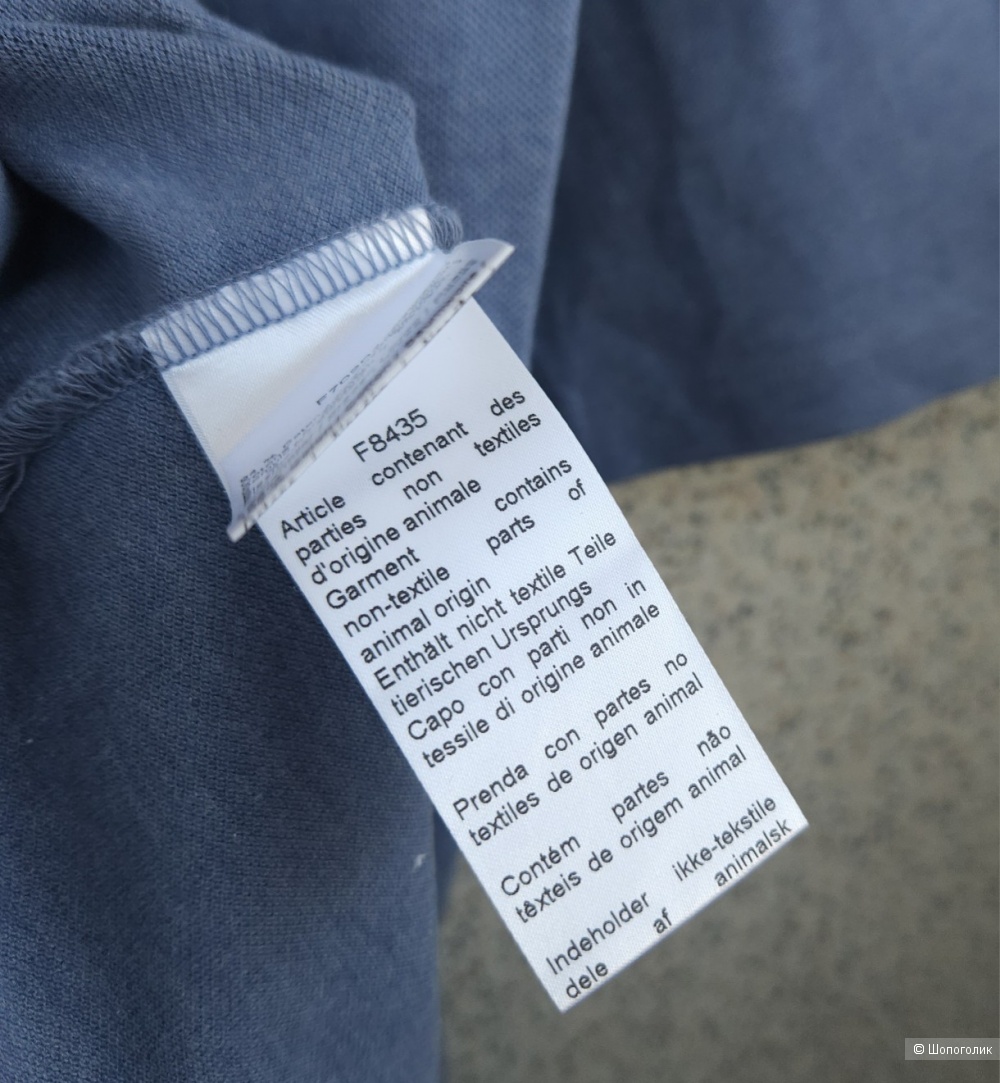 F8435
Article contenant des
parties non textiles
d'origine animale
Garment contains
non-textile parts of
animal origin
Enthält nicht textile Teile
tierischen Ursprungs
Capo con parti non in
tessile di origine animale
Prenda con partes no
textiles de origen animal
Contém partes não
têxteis de origem animal
Indeholder ikke-tekstile
dele af animalsk
© Шопоголик